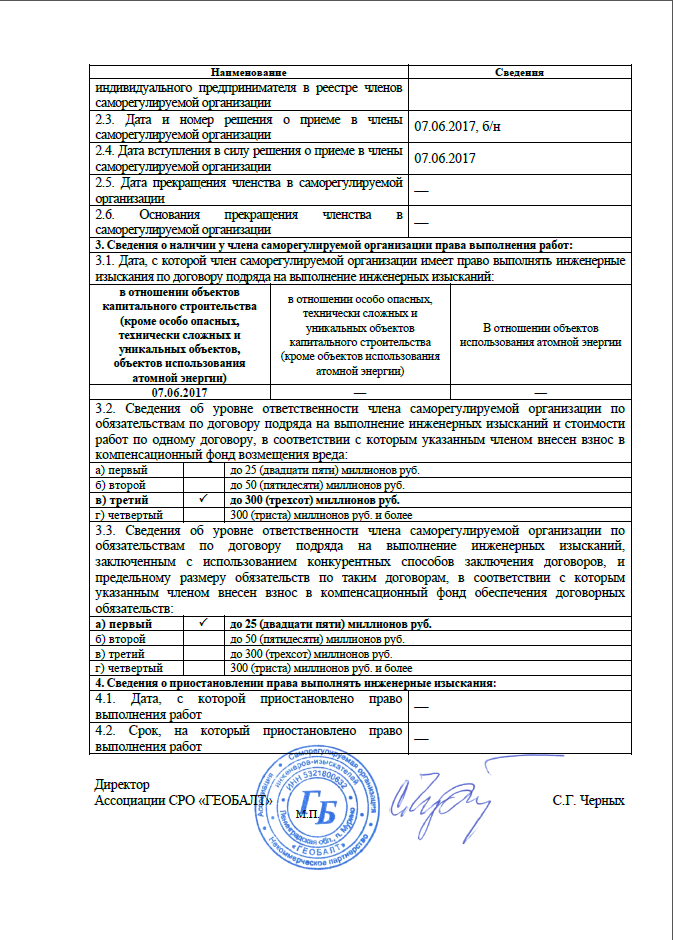 Наименование
Сведения
индивидуального предпринимателя в реестре членов
саморегулируемой организации
2.3. Дата и номер решения о приеме в члены
саморегулируемой организации
07.06.2017, б/н
2.4. Дата вступления в силу решения о приеме в члены
саморегулируемой организации
07.06.2017
2.5. Дата прекращения членства в саморегулируемой
организации
—
2.6. Основания прекращения членства в
саморегулируемой организации
—
3. Сведения о наличии у члена саморегулируемой организации права выполнения работ:
3.1. Дата, с которой член саморегулируемой организации имеет право выполнять инженерные
изыскания по договору подряда на выполнение инженерных изысканий:
в отношении объектов
капитального строительства
(кроме особо опасных,
технически сложных и
уникальных объектов,
объектов использования
атомной энергии)
в отношении особо опасных,
технически сложных и
уникальных объектов
капитального строительства
(кроме объектов использования
атомной энергии)
В отношении объектов
использования атомной энергии
07.06.2017
—
—
3.2. Сведения об уровне ответственности члена саморегулируемой организации по
обязательствам по договору подряда на выполнение инженерных изысканий и стоимости
работ по одному договору, в соответствии с которым указанным членом внесен взнос в
компенсационный фонд возмещения вреда:
а) первый до 25 (двадцати пяти) миллионов руб.
б) второй до 50 (пятидесяти) миллионов руб.
в) третий ✓ до 300 (трехсот) миллионов руб.
г) четвертый 300 (триста) миллионов руб. и более
3.3. Сведения об уровне ответственности члена саморегулируемой организации по
обязательствам по договору подряда на выполнение инженерных изысканий,
заключенным с использованием конкурентных способов заключения договоров, и
предельному размеру обязательств по таким договорам, в соответствии с которым
указанным членом внесен взнос в компенсационный фонд обеспечения договорных
обязательств:
а) первый ✓ до 25 (двадцати пяти) миллионов руб.
б) второй до 50 (пятидесяти) миллионов руб.
в) третий до 300 (трехсот) миллионов руб.
г) четвертый 300 (триста) миллионов руб. и более
4. Сведения о приостановлении права выполнять инженерные изыскания:
4.1. Дата, с которой приостановлено право
выполнения работ
—
4.2. Срок, на который приостановлено право
выполнения работ
—
Директор
Ассоциации СРО «ГЕОБАЛТ»
С.Г. Черных
М.П.
Ассоциация • Саморегулируемая организация
Некоммерческое партнерство
инженеров-изыскателей
«ГЕОБАЛТ»
ИНН 5321800632
Ленинградская обл., п. Мурино
ГБ